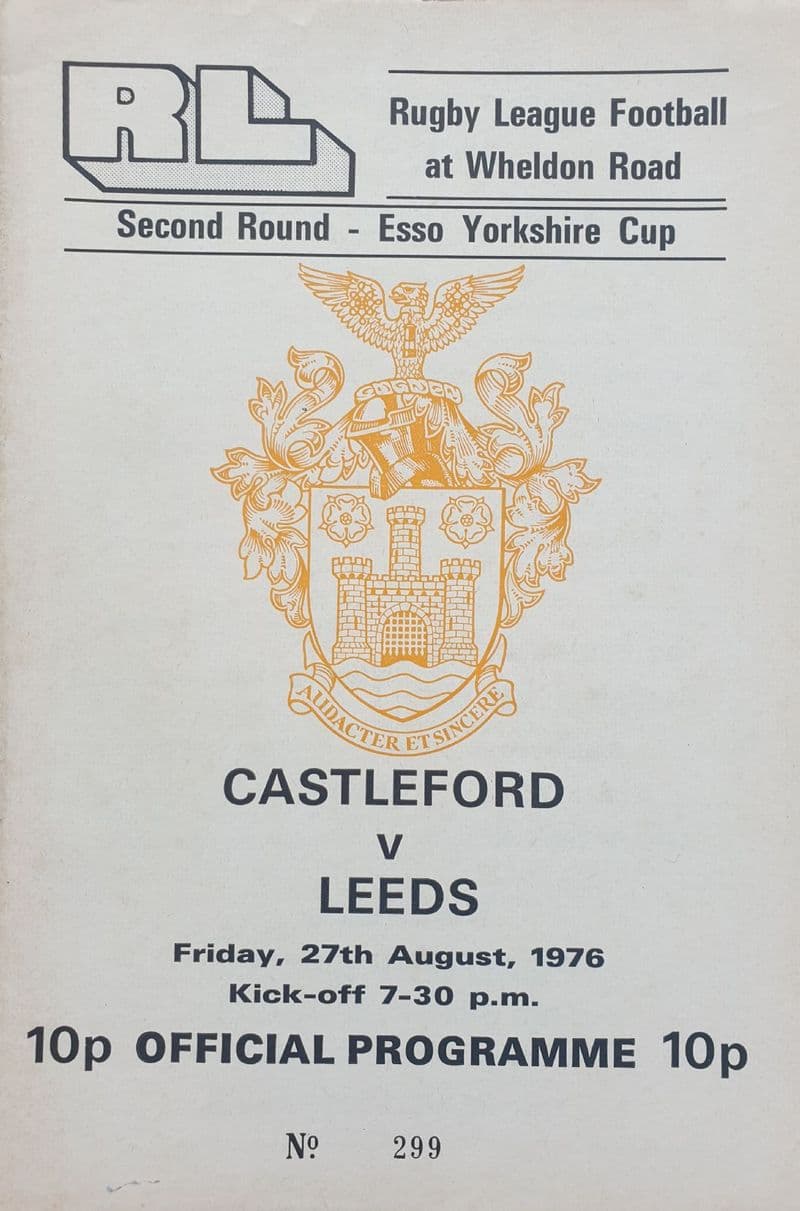 RL
Rugby League Football
at Wheldon Road
Second Round - Esso Yorkshire Cup
AUDACTER ET SINCERE
CASTLEFORD
v
LEEDS
Friday, 27th August, 1976
Kick-off 7-30 p.m.
10p OFFICIAL PROGRAMME 10p
Nº 299